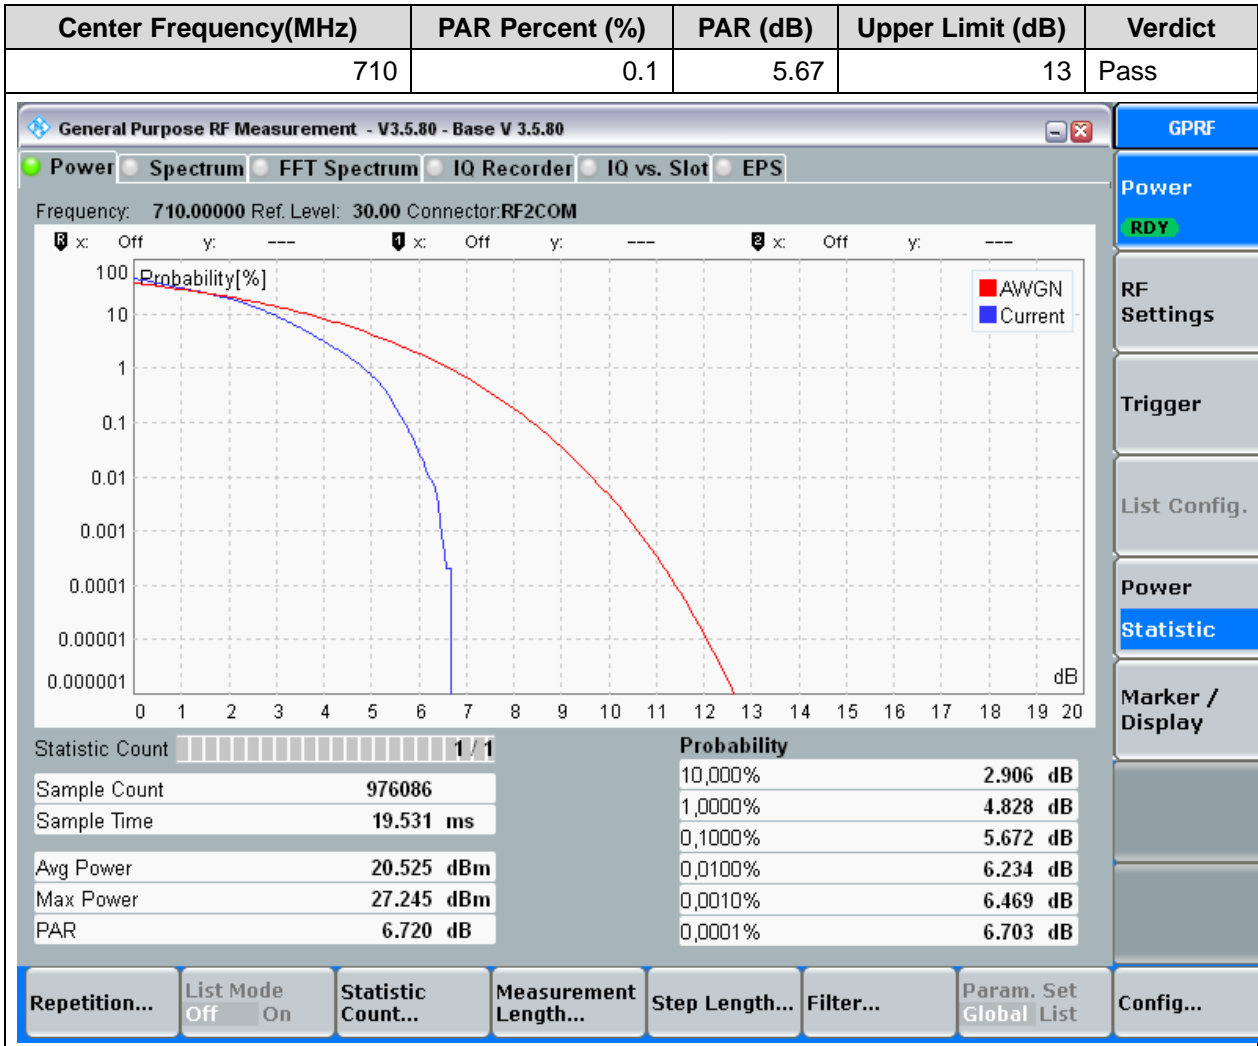 Center Frequency(MHz) PAR Percent (%) PAR (dB) Upper Limit (dB) Verdict
710 0.1 5.67 13 Pass
General Purpose RF Measurement - V3.5.80 - Base V 3.5.80
GPRF
Power Spectrum FFT Spectrum IQ Recorder IQ vs. Slot EPS
Frequency: 710.00000 Ref. Level: 30.00 Connector:RF2COM
R x: Off y: --- 1 x: Off y: --- 2 x: Off y: ---
Probability[%]
100
10
1
0.1
0.01
0.001
0.0001
0.00001
0.000001
AWGN
Current
dB
0 1 2 3 4 5 6 7 8 9 10 11 12 13 14 15 16 17 18 19 20
Statistic Count 1 / 1
Sample Count 976086
Sample Time 19.531 ms
Avg Power 20.525 dBm
Max Power 27.245 dBm
PAR 6.720 dB
Probability
10,000% 2.906 dB
1,0000% 4.828 dB
0,1000% 5.672 dB
0,0100% 6.234 dB
0,0010% 6.469 dB
0,0001% 6.703 dB
Power
RDY
RF
Settings
Trigger
List Config.
Power
Statistic
Marker /
Display
Repetition...
List Mode
Off On
Statistic
Count...
Measurement
Length...
Step Length...
Filter...
Param. Set
Global List
Config...